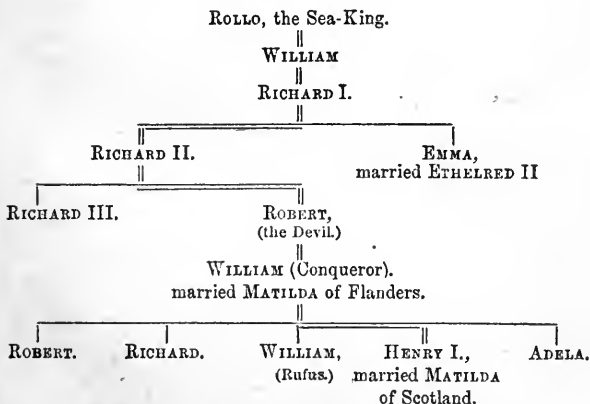 ROLLO, the Sea-King.
WILLIAM
RICHARD I.
RICHARD II. EMMA,
married ETHELRED II
RICHARD III. ROBERT,
(the Devil.)
WILLIAM (Conqueror).
married MATILDA of Flanders.
ROBERT. RICHARD. WILLIAM, HENRY I., ADELA.
(Rufus.) married MATILDA
of Scotland.